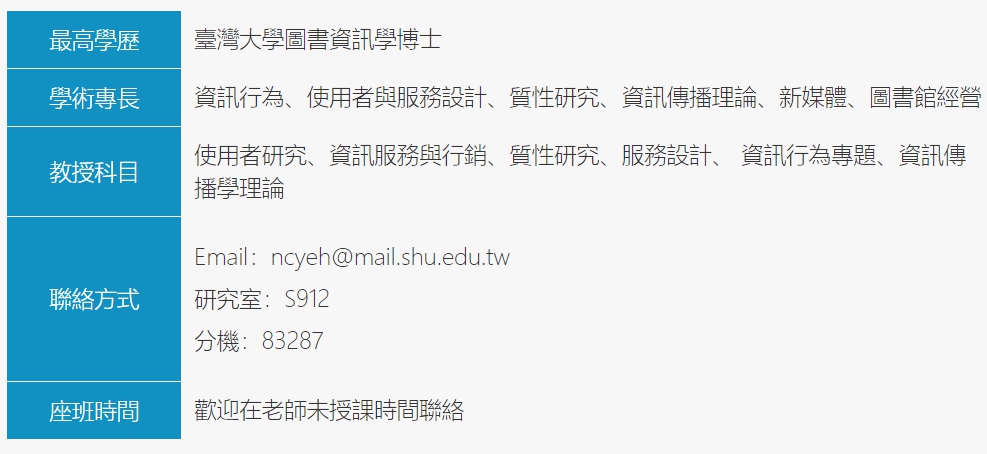 最高學歷
臺灣大學圖書資訊學博士
學術專長
資訊行為、使用者與服務設計、質性研究、資訊傳播理論、新媒體、圖書館經營
教授科目
使用者研究、資訊服務與行銷、質性研究、服務設計、 資訊行為專題、資訊傳
播學理論
聯絡方式
Email：ncyeh@mail.shu.edu.tw
研究室：S912
分機：83287
座班時間
歡迎在老師未授課時間聯絡